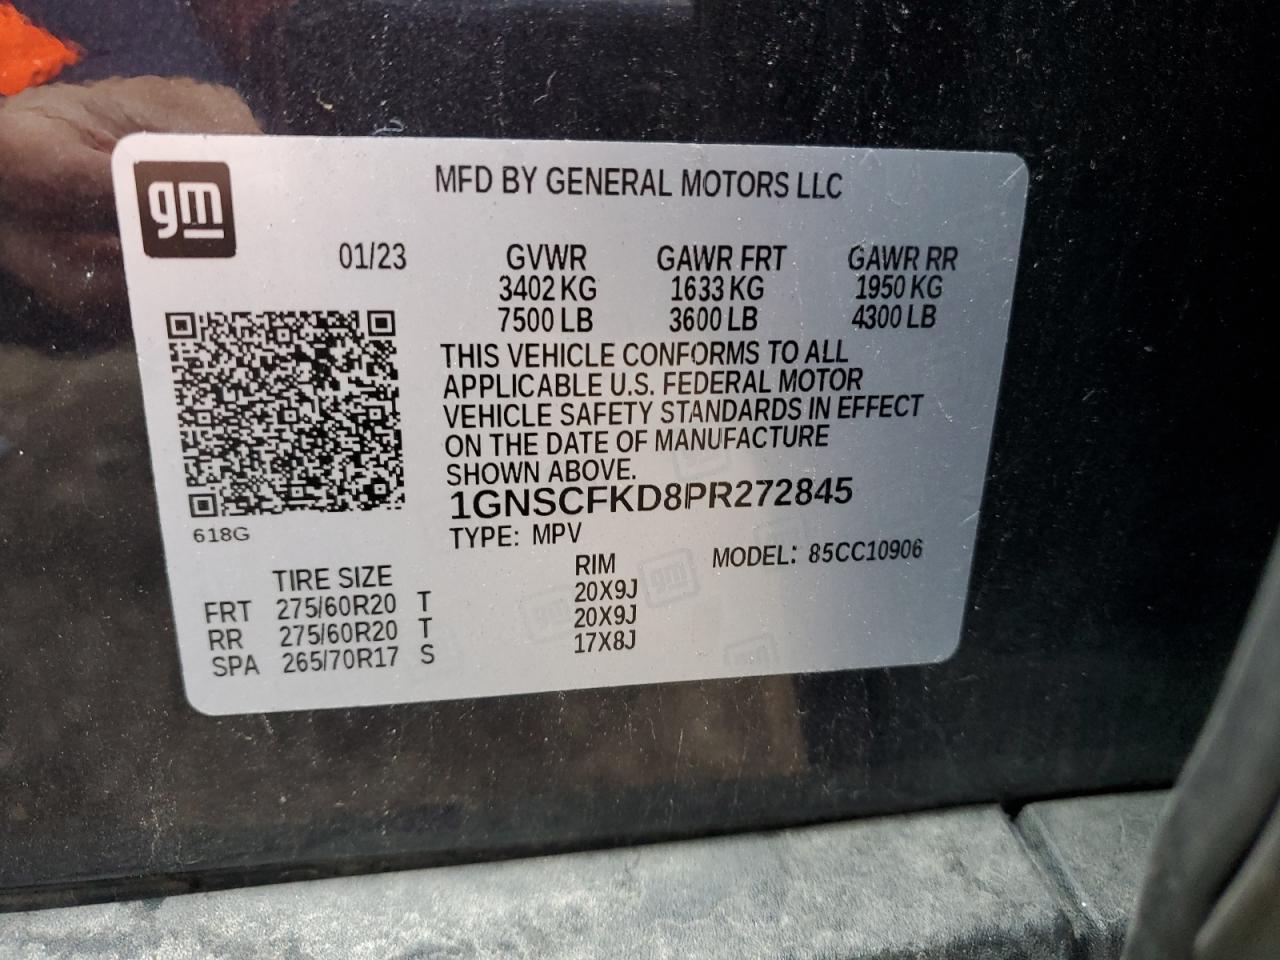 gm
MFD BY GENERAL MOTORS LLC
01/23 GVWR GAWR FRT GAWR RR
3402 KG 1633 KG 1950 KG
7500 LB 3600 LB 4300 LB
THIS VEHICLE CONFORMS TO ALL
APPLICABLE U.S. FEDERAL MOTOR
VEHICLE SAFETY STANDARDS IN EFFECT
ON THE DATE OF MANUFACTURE
SHOWN ABOVE.
1GNSCFKD8PR272845
618G
TYPE: MPV
MODEL: 85CC10906
TIRE SIZE RIM
FRT 275/60R20 T 20X9J
RR 275/60R20 T 20X9J
SPA 265/70R17 S 17X8J
gm
gm